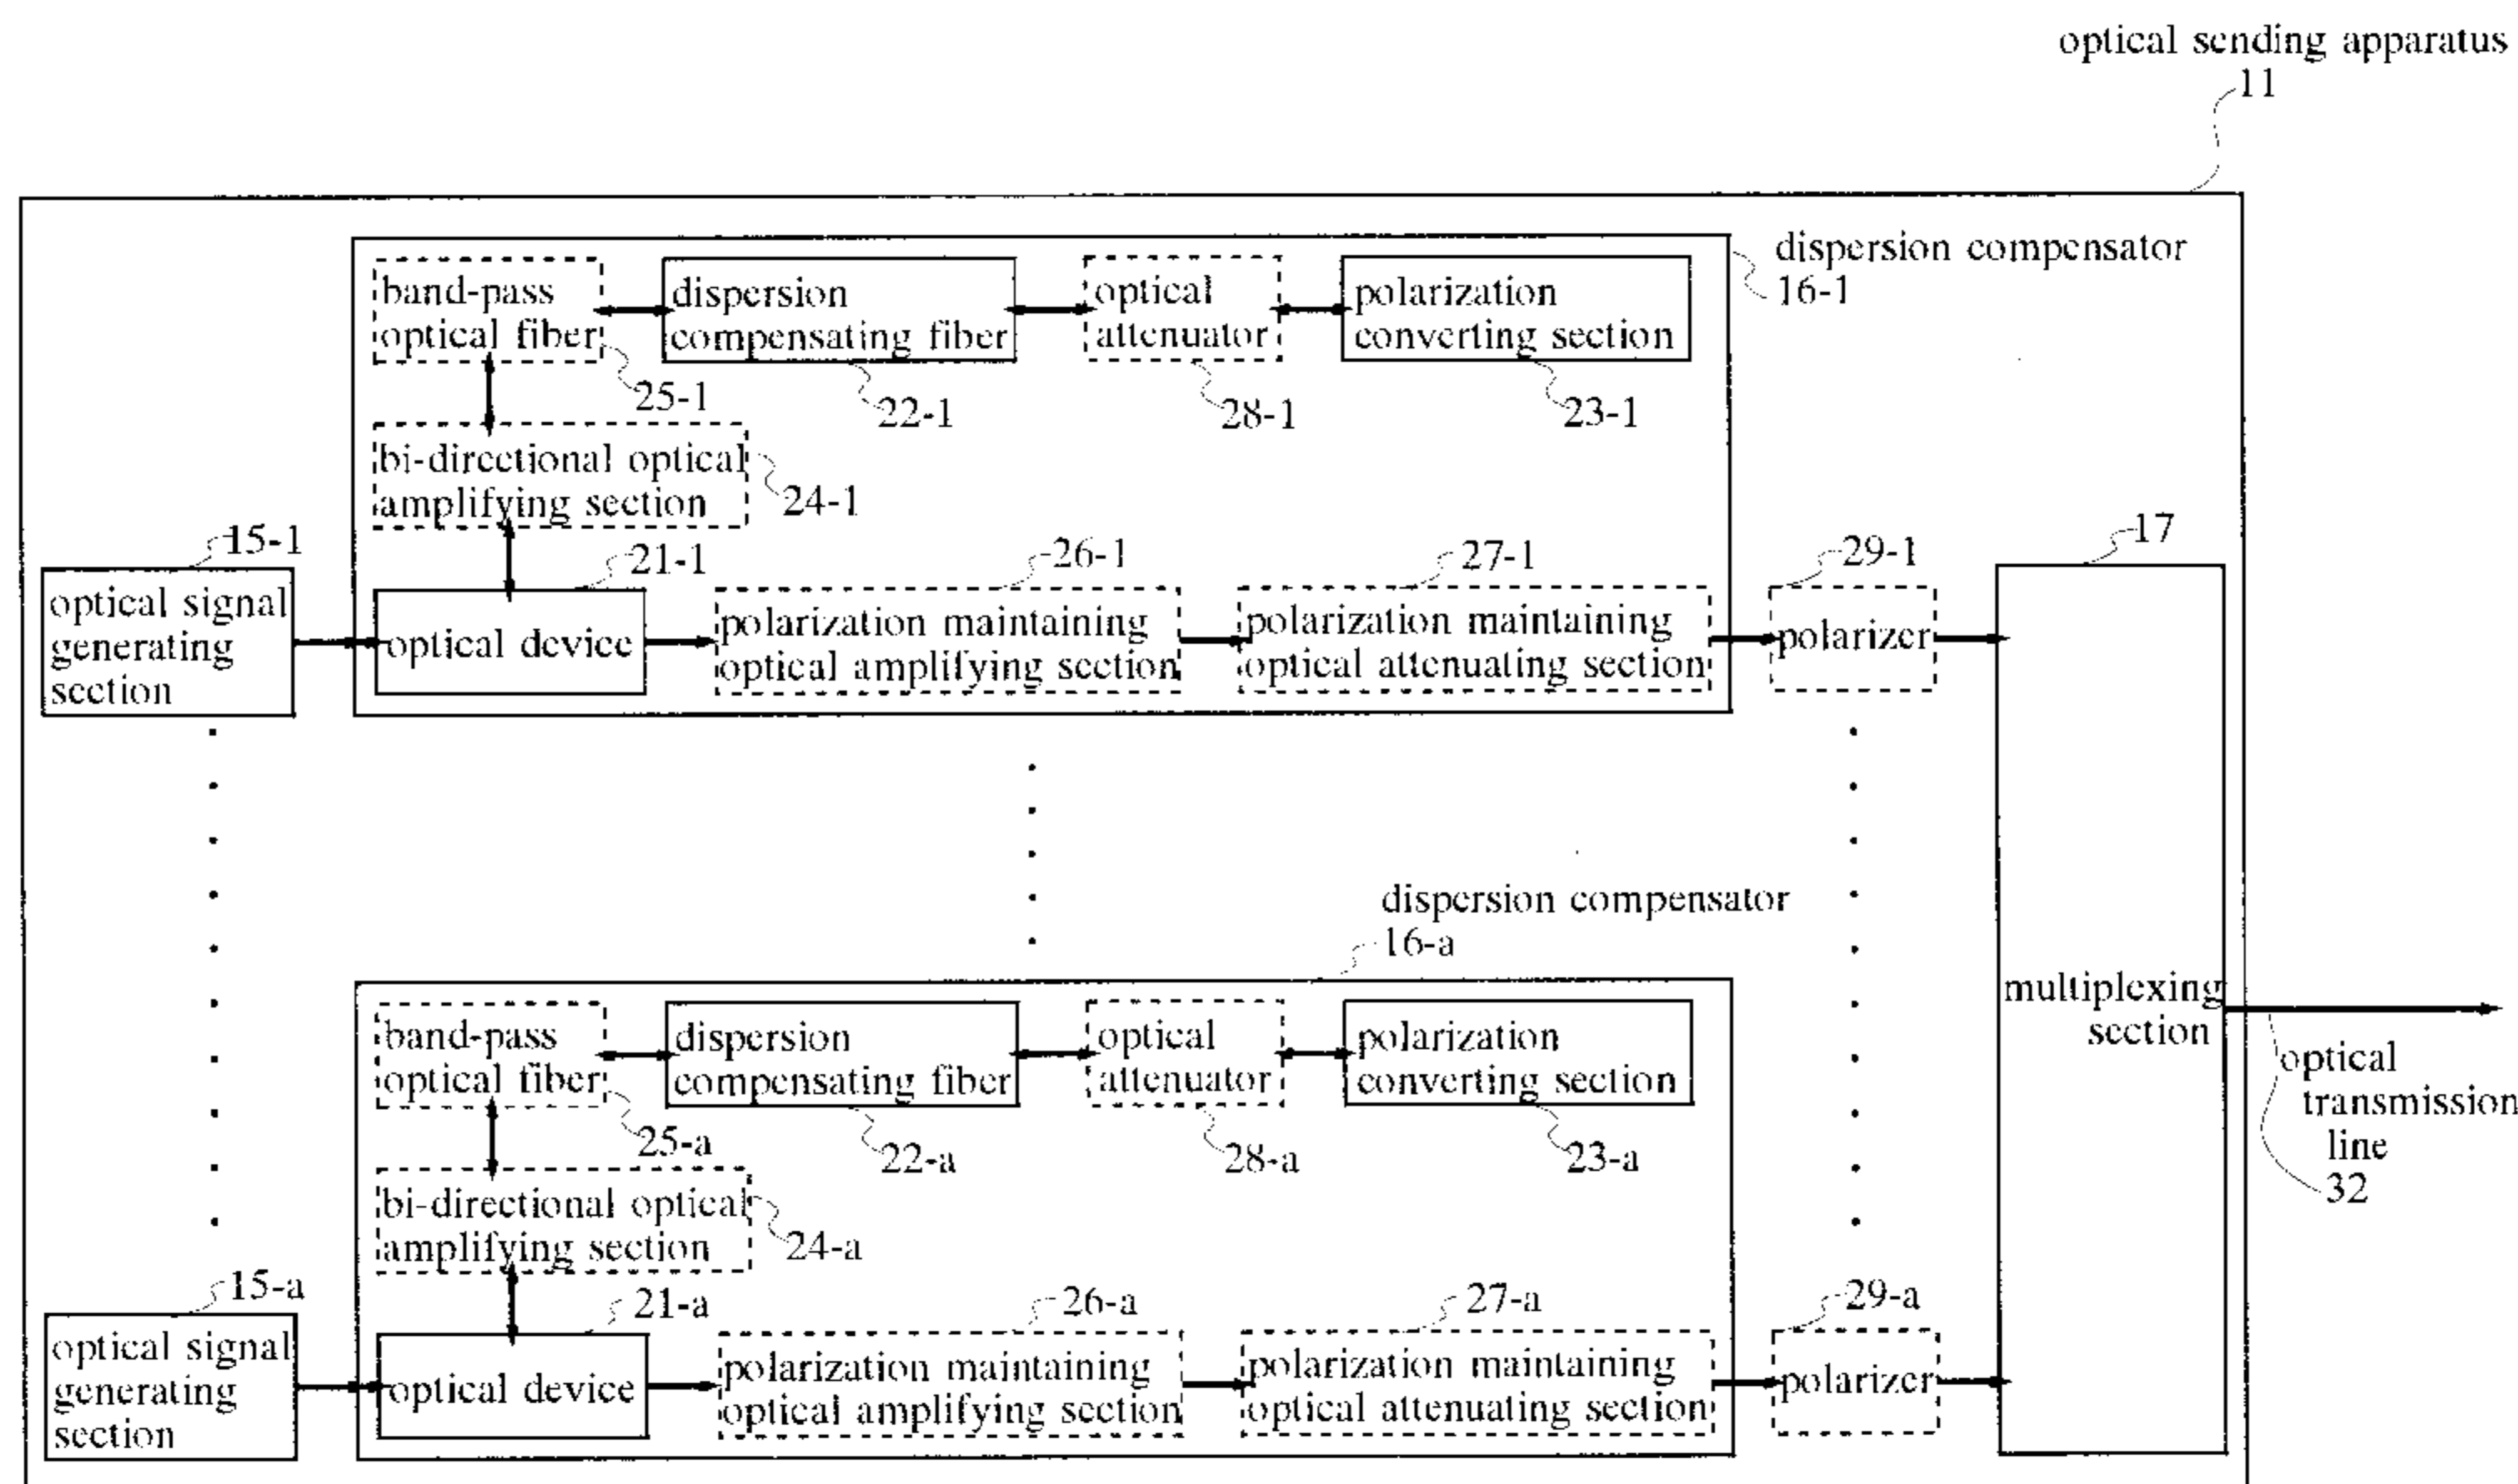 optical sending apparatus
11
dispersion compensator
16-1
band-pass
optical fiber
25-1
dispersion
compensating fiber
22-1
optical
attenuator
28-1
polarization
converting section
23-1
bi-directional optical
amplifying section
24-1
15-1
optical signal
generating
section
21-1
optical device
26-1
polarization maintaining
optical amplifying section
27-1
polarization maintaining
optical attenuating section
29-1
polarizer
17
multiplexing
section
optical
transmission
line
32
dispersion compensator
16-a
band-pass
optical fiber
25-a
dispersion
compensating fiber
22-a
optical
attenuator
28-a
polarization
converting section
23-a
bi-directional optical
amplifying section
24-a
15-a
optical signal
generating
section
21-a
optical device
26-a
polarization maintaining
optical amplifying section
27-a
polarization maintaining
optical attenuating section
29-a
polarizer